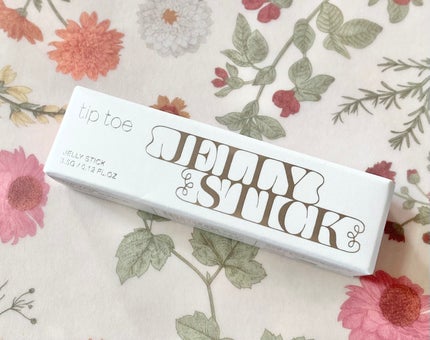 tip toe
JELLY STICK
3.5G / 0.12 FL.OZ
JELLY
STICK